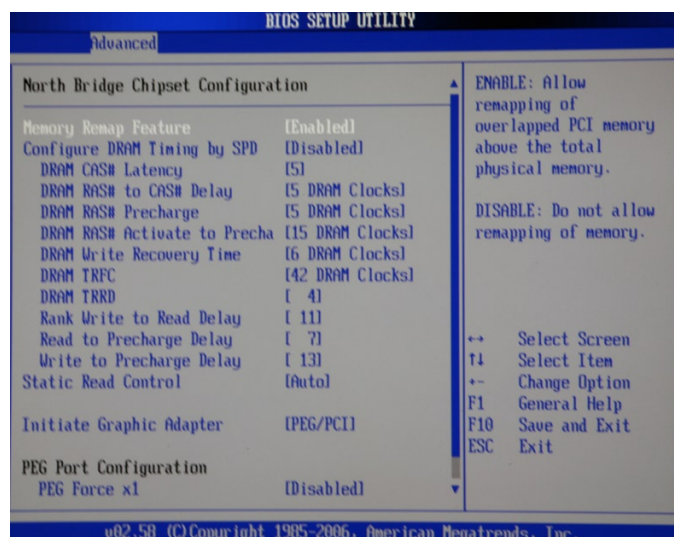 BIOS SETUP UTILITY
Advanced
North Bridge Chipset Configuration
Memory Remap Feature [Enabled]
Configure DRAM Timing by SPD [Disabled]
DRAM CAS# Latency [5]
DRAM RAS# to CAS# Delay [5 DRAM Clocks]
DRAM RAS# Precharge [5 DRAM Clocks]
DRAM RAS# Activate to Precha [15 DRAM Clocks]
DRAM Write Recovery Time [6 DRAM Clocks]
DRAM TRFC [42 DRAM Clocks]
DRAM TRRD [ 4]
Rank Write to Read Delay [ 11]
Read to Precharge Delay [ 7]
Write to Precharge Delay [ 13]
Static Read Control [Auto]
Initiate Graphic Adapter [PEG/PCI]
PEG Port Configuration
PEG Force x1 [Disabled]
ENABLE: Allow
remapping of
overlapped PCI memory
above the total
physical memory.
DISABLE: Do not allow
remapping of memory.
↔ Select Screen
↑↓ Select Item
+- Change Option
F1 General Help
F10 Save and Exit
ESC Exit
v02.58 (C)Copyright 1985-2006, American Megatrends, Inc.